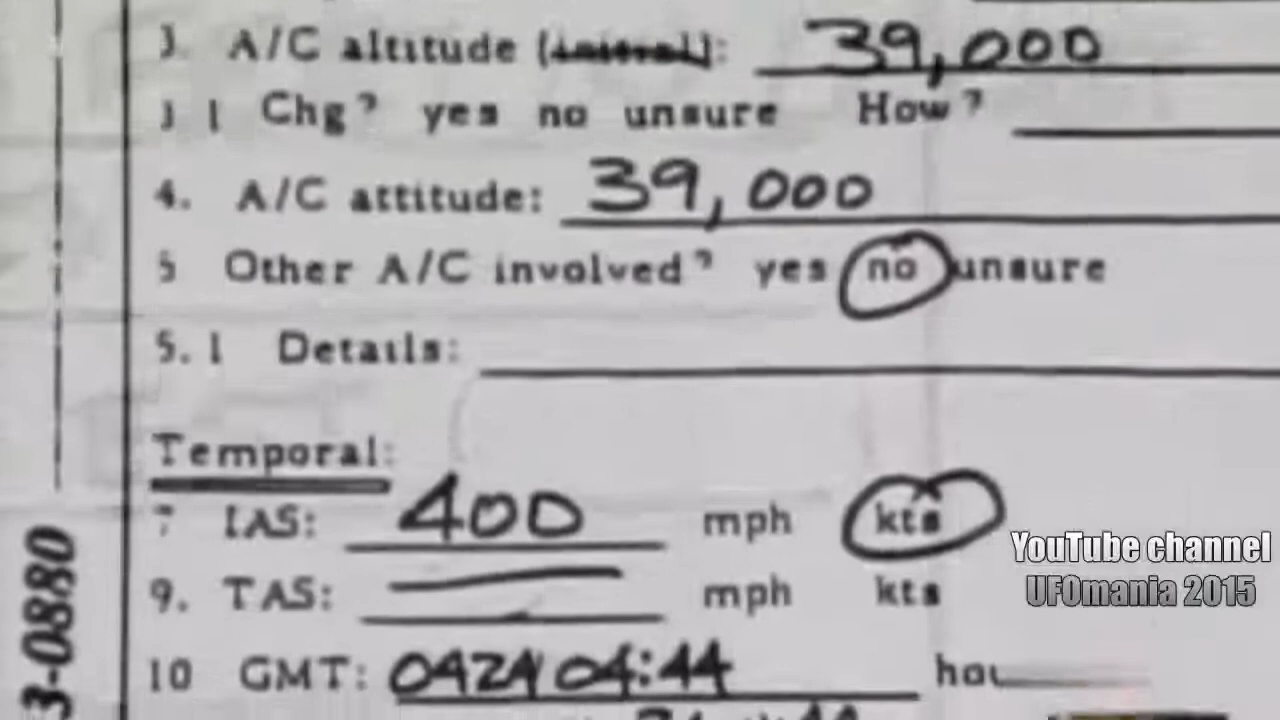 3. A/C altitude (initial): 39,000
3 1 Chg? yes no unsure How?
4. A/C attitude: 39,000
5 Other A/C involved? yes no unsure
5.1 Details:
Temporal:
7 IAS: 400 mph kts
YouTube channel
UFOmania 2015
9. TAS: mph kts
10 GMT: 0424 04:44
3-0880